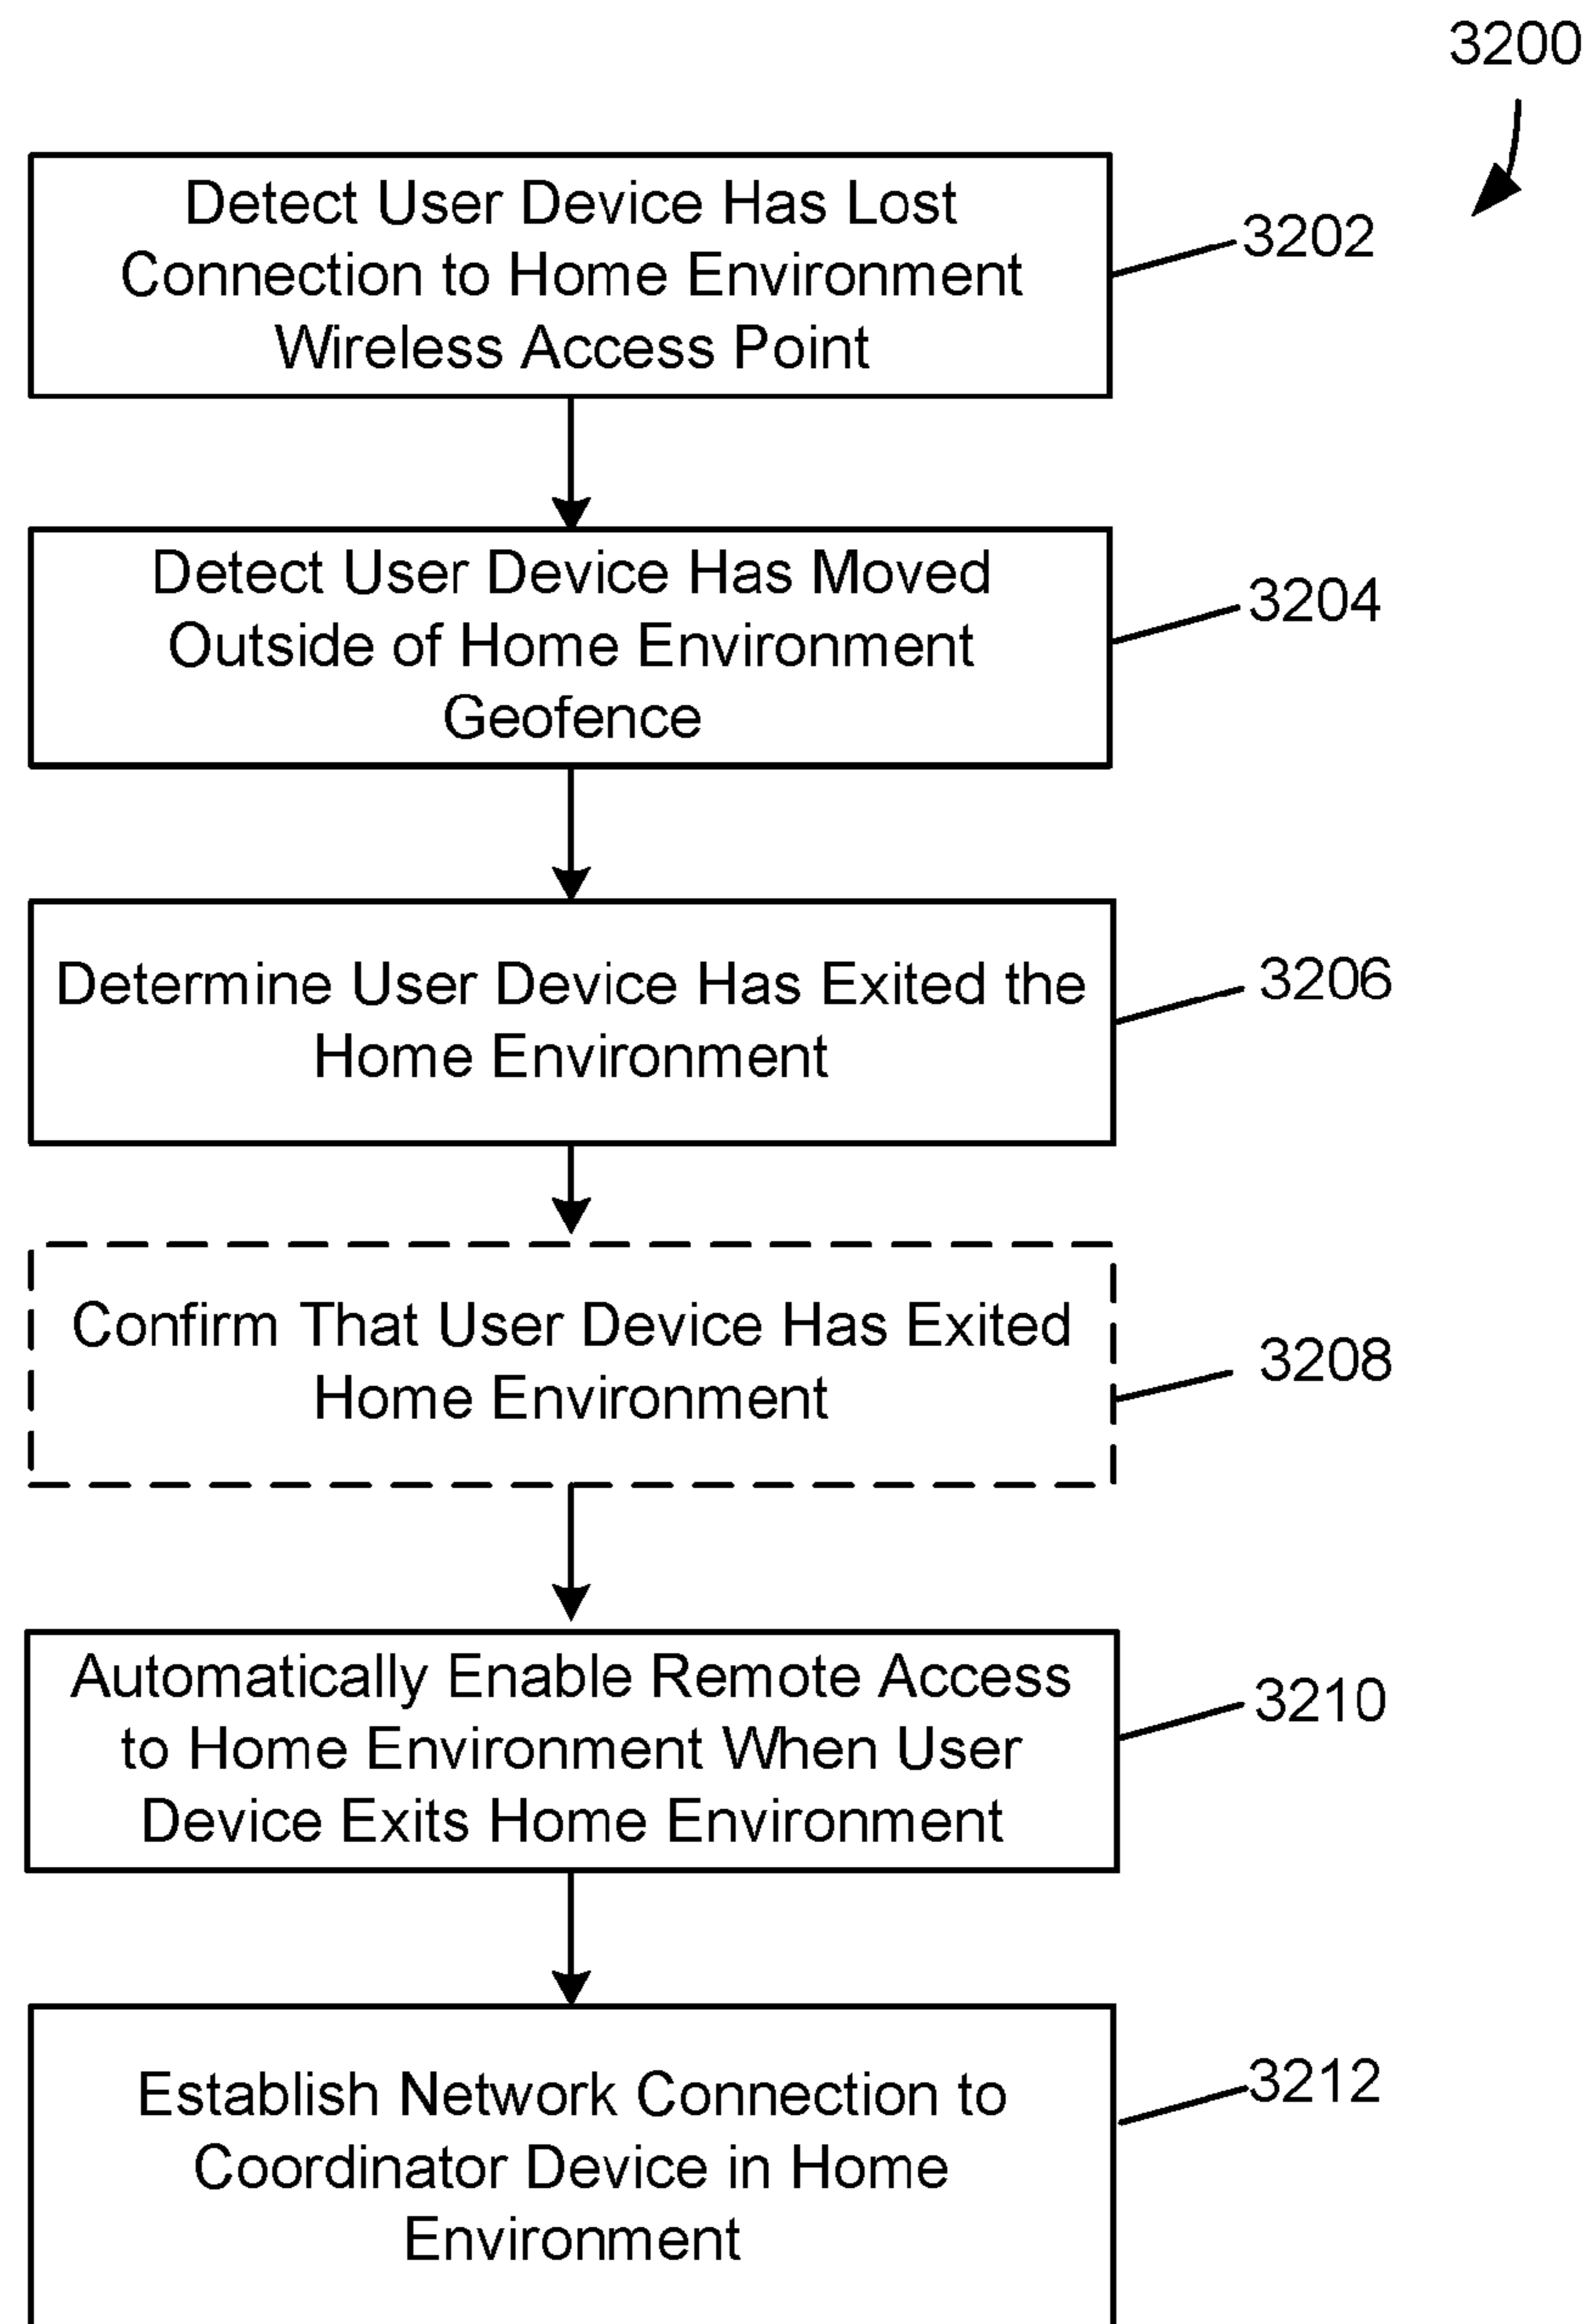 3200
Detect User Device Has Lost
Connection to Home Environment
Wireless Access Point
3202
Detect User Device Has Moved
Outside of Home Environment
Geofence
3204
Determine User Device Has Exited the
Home Environment
3206
Confirm That User Device Has Exited
Home Environment
3208
Automatically Enable Remote Access
to Home Environment When User
Device Exits Home Environment
3210
Establish Network Connection to
Coordinator Device in Home
Environment
3212